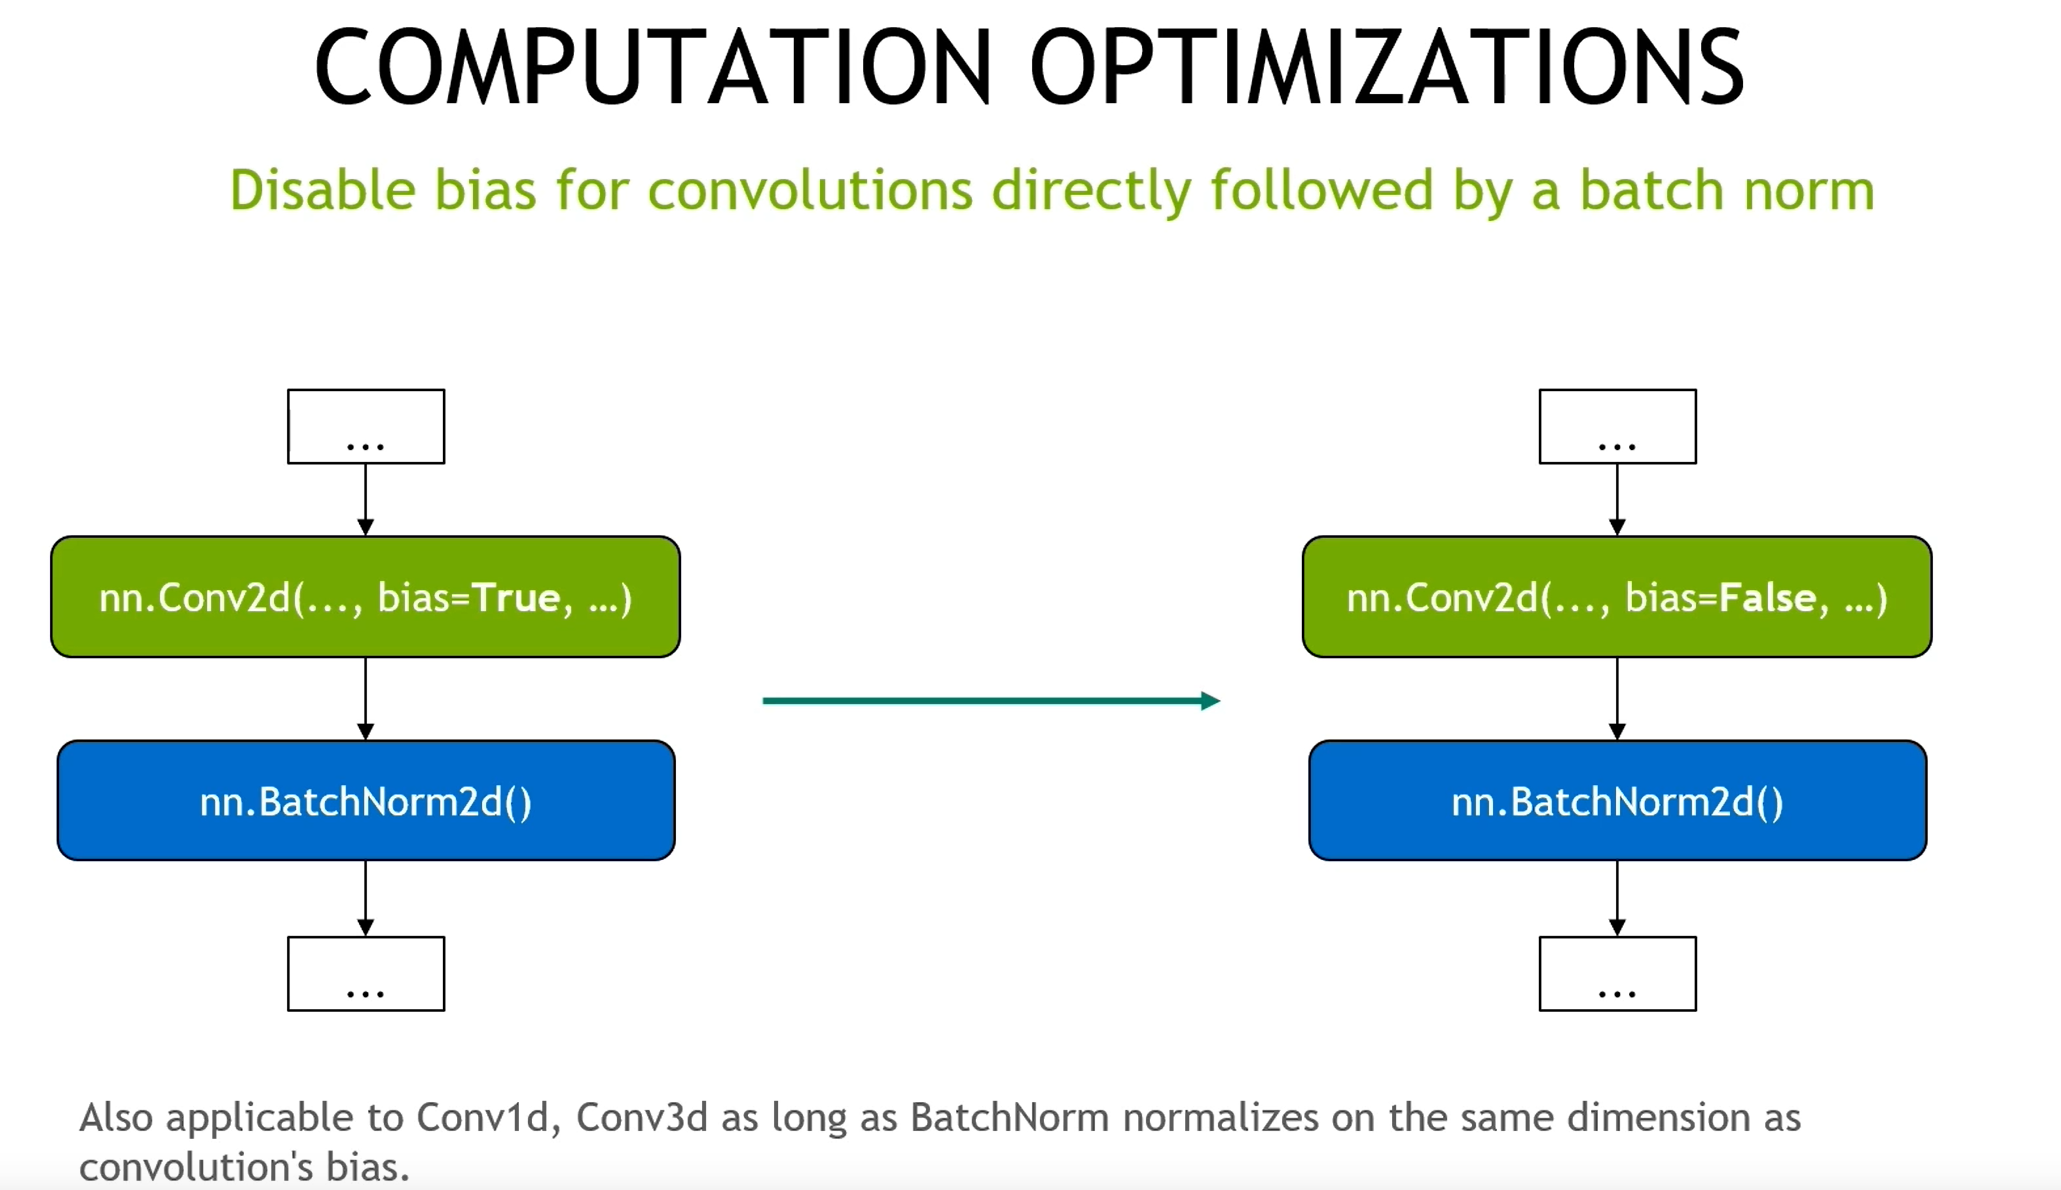 COMPUTATION OPTIMIZATIONS
Disable bias for convolutions directly followed by a batch norm
...
nn.Conv2d(..., bias=True, …)
nn.BatchNorm2d()
...
...
nn.Conv2d(..., bias=False, …)
nn.BatchNorm2d()
...
Also applicable to Conv1d, Conv3d as long as BatchNorm normalizes on the same dimension as
convolution's bias.